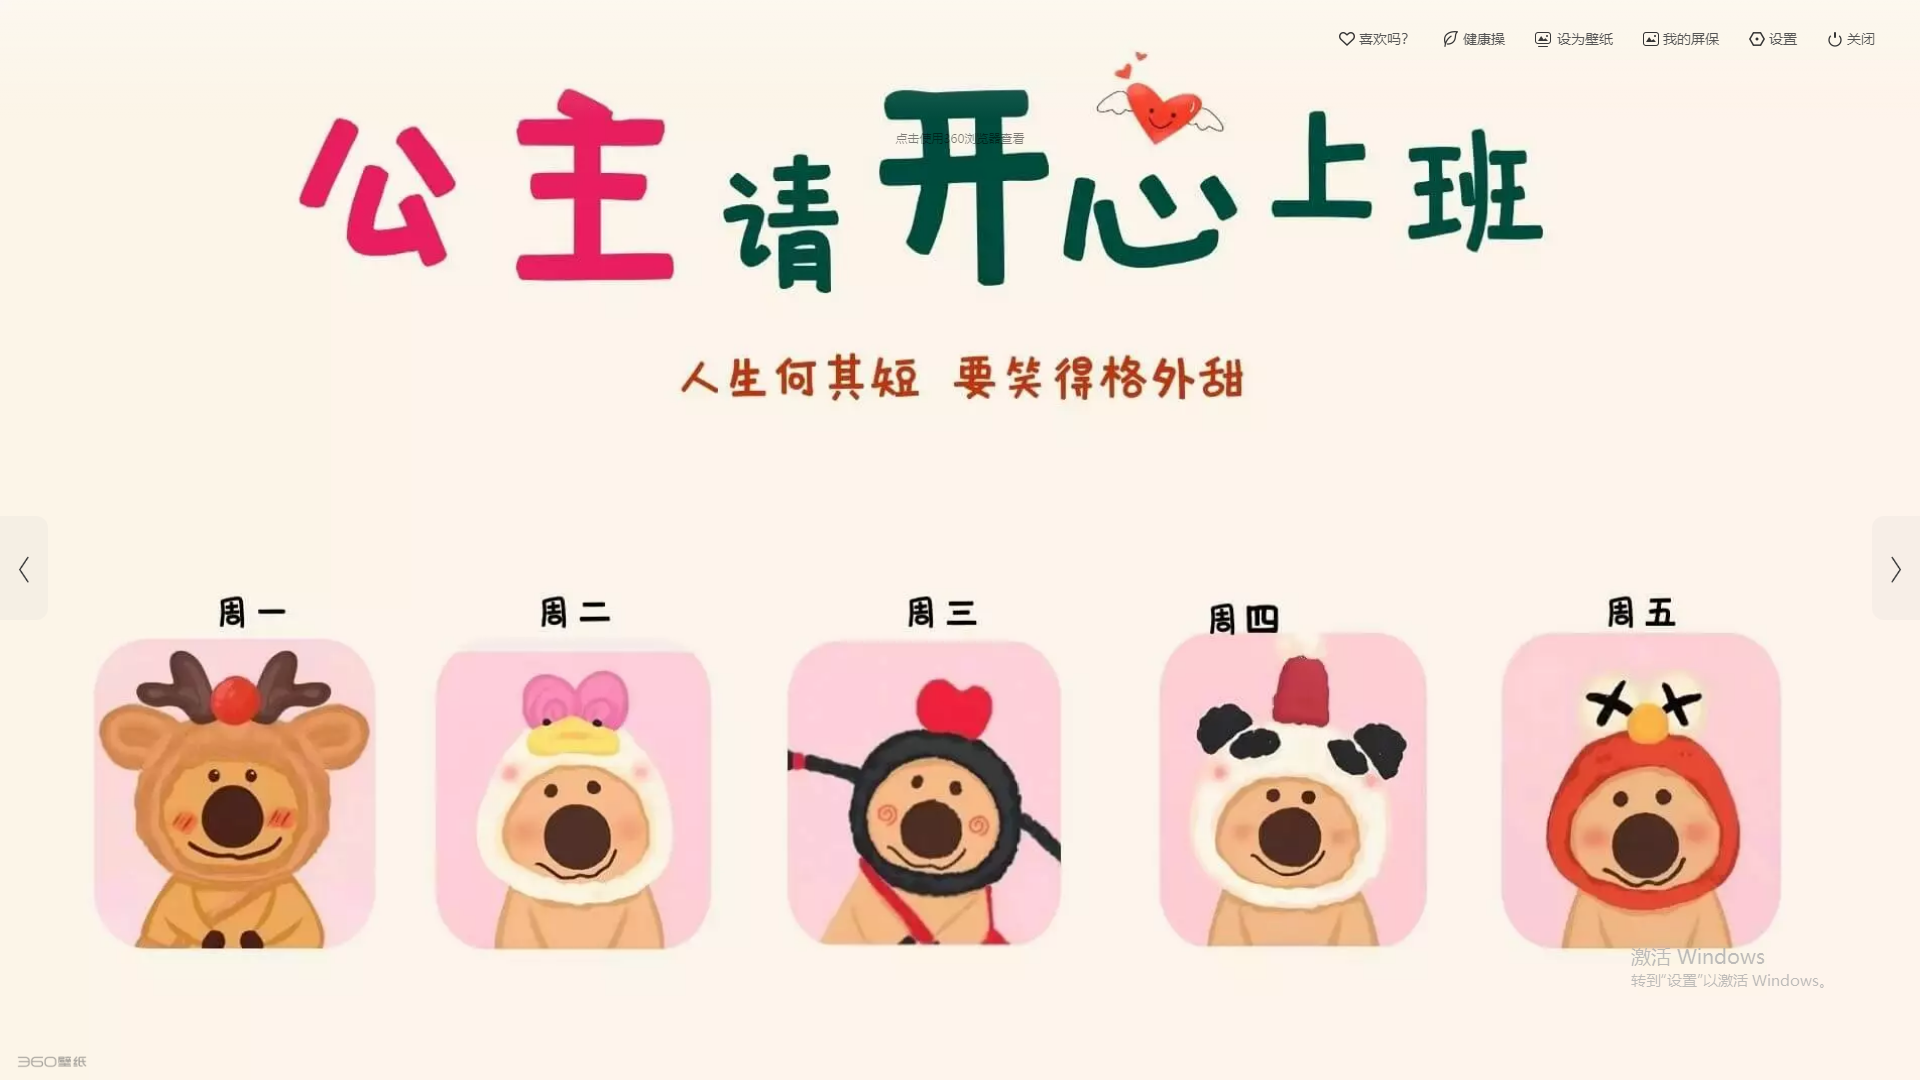 喜欢吗? 健康操 设为壁纸 我的屏保 设置 关闭
公主请开心上班
点击使用360浏览器查看
人生何其短 要笑得格外甜
周一 周二 周三 周四 周五
激活 Windows
转到“设置”以激活 Windows。
360壁纸